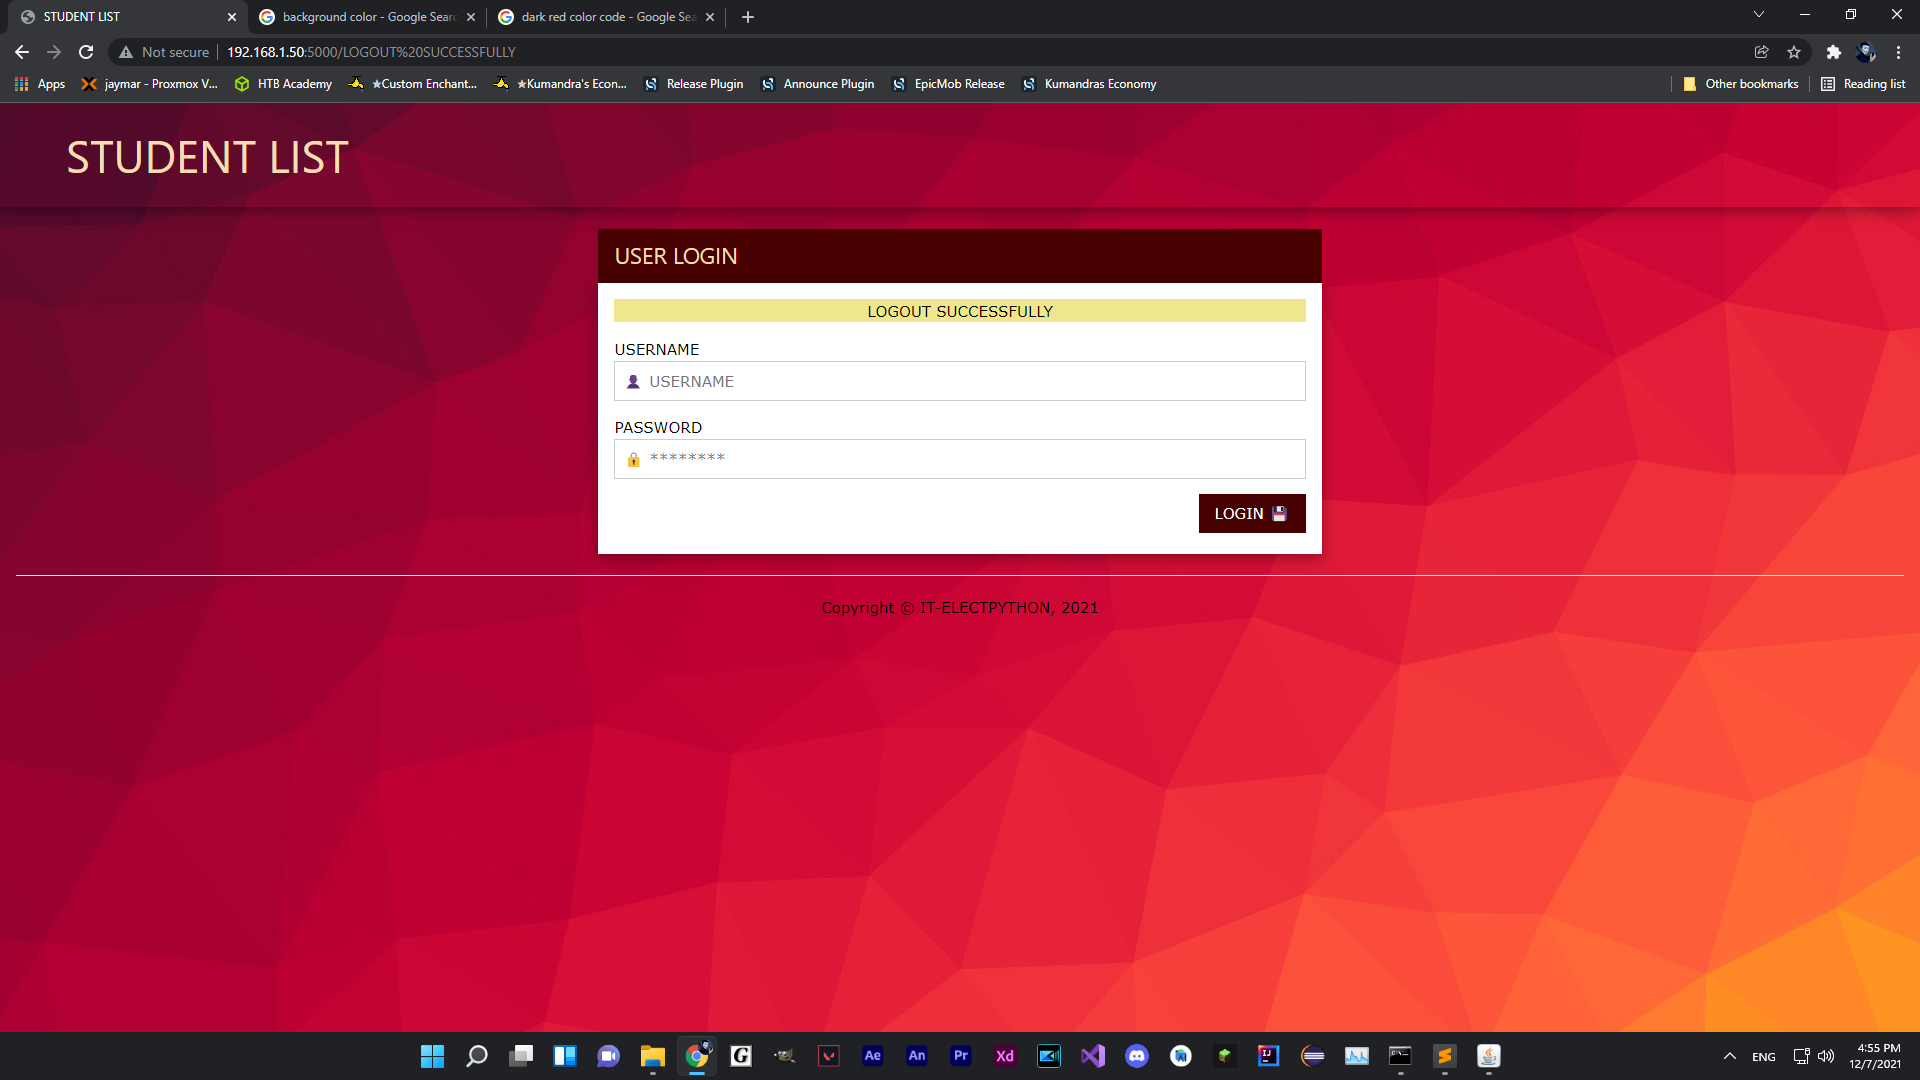 STUDENT LIST
background color - Google Searc
dark red color code - Google Sea
Not secure
192.168.1.50:5000/LOGOUT%20SUCCESSFULLY
Apps
jaymar - Proxmox V...
HTB Academy
★Custom Enchant...
★Kumandra's Econ...
Release Plugin
Announce Plugin
EpicMob Release
Kumandras Economy
Other bookmarks
Reading list
STUDENT LIST
USER LOGIN
LOGOUT SUCCESSFULLY
USERNAME
USERNAME
PASSWORD
********
LOGIN
Copyright © IT-ELECTPYTHON, 2021
G
Ae
An
Pr
Xd
IJ
ENG
4:55 PM
12/7/2021